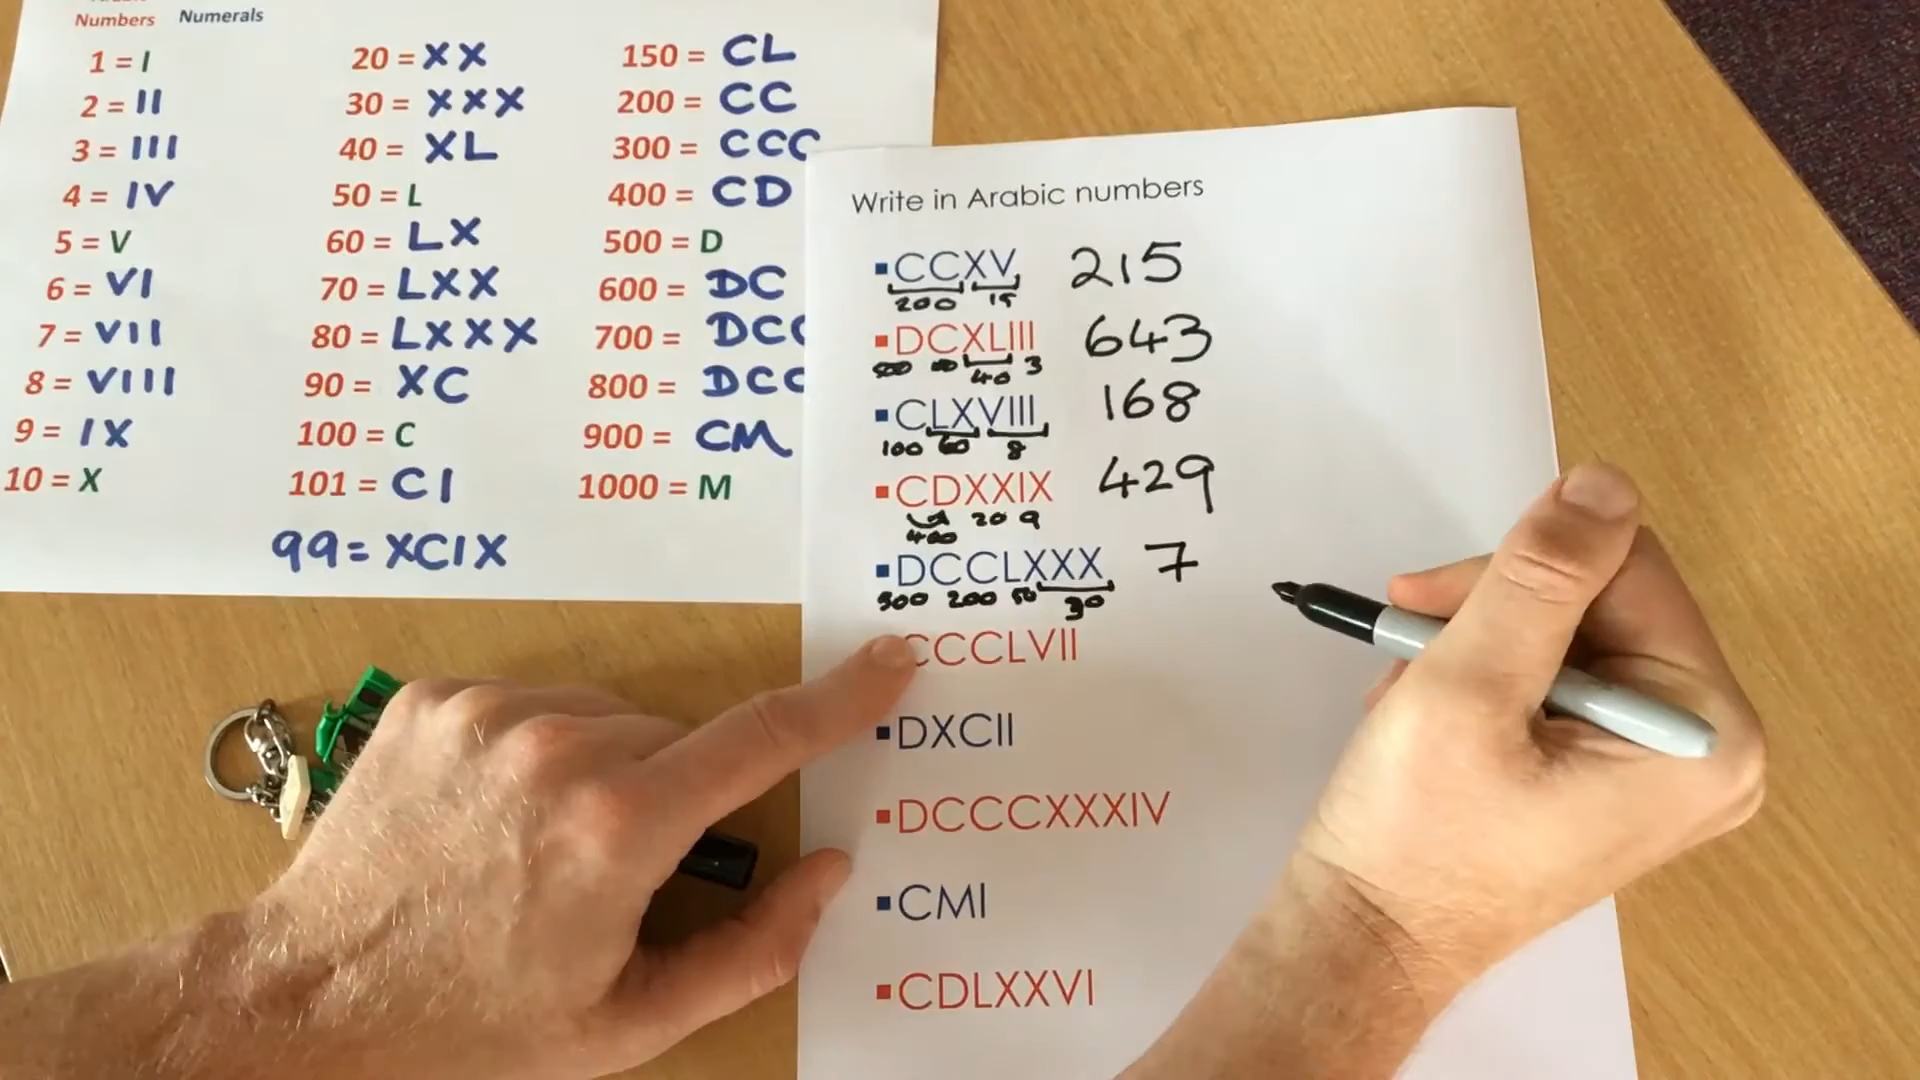 Numbers Numerals
1 = I
2 = II
3 = III
4 = IV
5 = V
6 = VI
7 = VII
8 = VIII
9 = IX
10 = X
20 = XX
30 = XXX
40 = XL
50 = L
60 = LX
70 = LXX
80 = LXXX
90 = XC
100 = C
101 = CI
99 = XCIX
150 = CL
200 = CC
300 = CCC
400 = CD
500 = D
600 = DC
700 = DCC
800 = DCC
900 = CM
1000 = M
Write in Arabic numbers
CCXV 215
200 15
DCXLIII 643
500 40 3
CLXVIII 168
100 60 8
CDXXIX 429
400 20 9
DCCLXXX 7
500 200 50 30
CCCLVII
DXCII
DCCCXXXIV
CMI
CDLXXVI